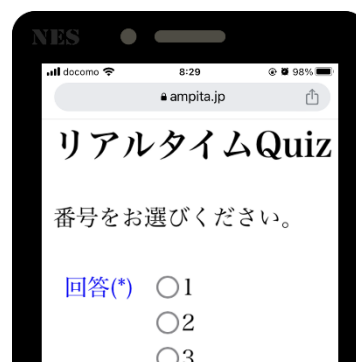 NES
docomo 8:29 98%
ampita.jp
リアルタイムQuiz
番号をお選びください。
回答(*) 1
2
3